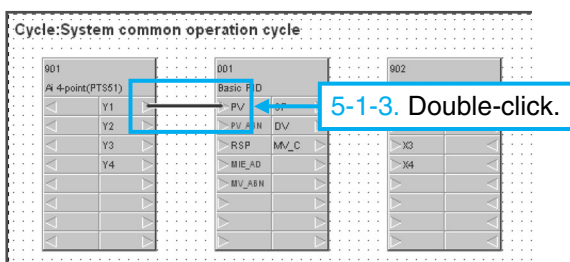 Cycle:System common operation cycle
901
Ai 4-point(PTS51)
Y1
Y2
Y3
Y4
001
Basic PID
PV
PV_ABN DV
RSP MV_C
MIE_AD
MV_ABN
902
X3
X4
5-1-3. Double-click.